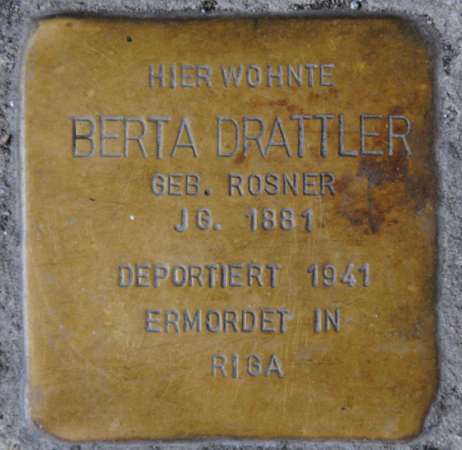 HIER WOHNTE
BERTA DRATTLER
GEB. ROSNER
JG. 1881
DEPORTIERT 1941
ERMORDET IN
RIGA